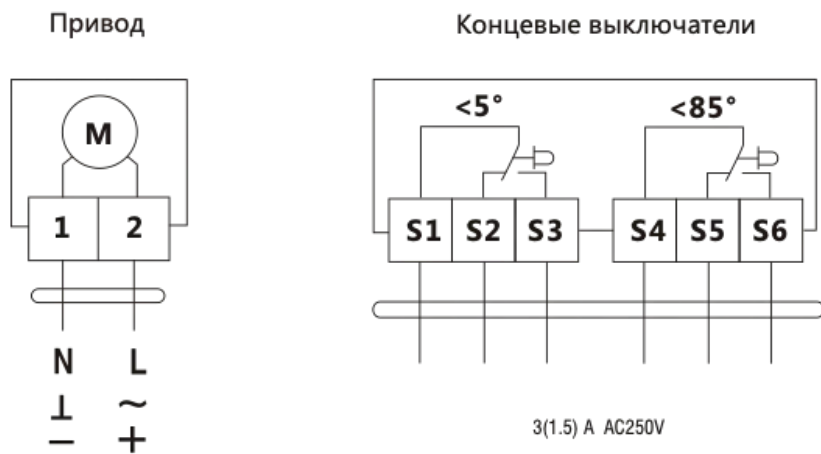 Привод
Концевые выключатели
M
1 2
<5°
<85°
S1 S2 S3 S4 S5 S6
N L
⊥ ~
− +
3(1.5) A AC250V